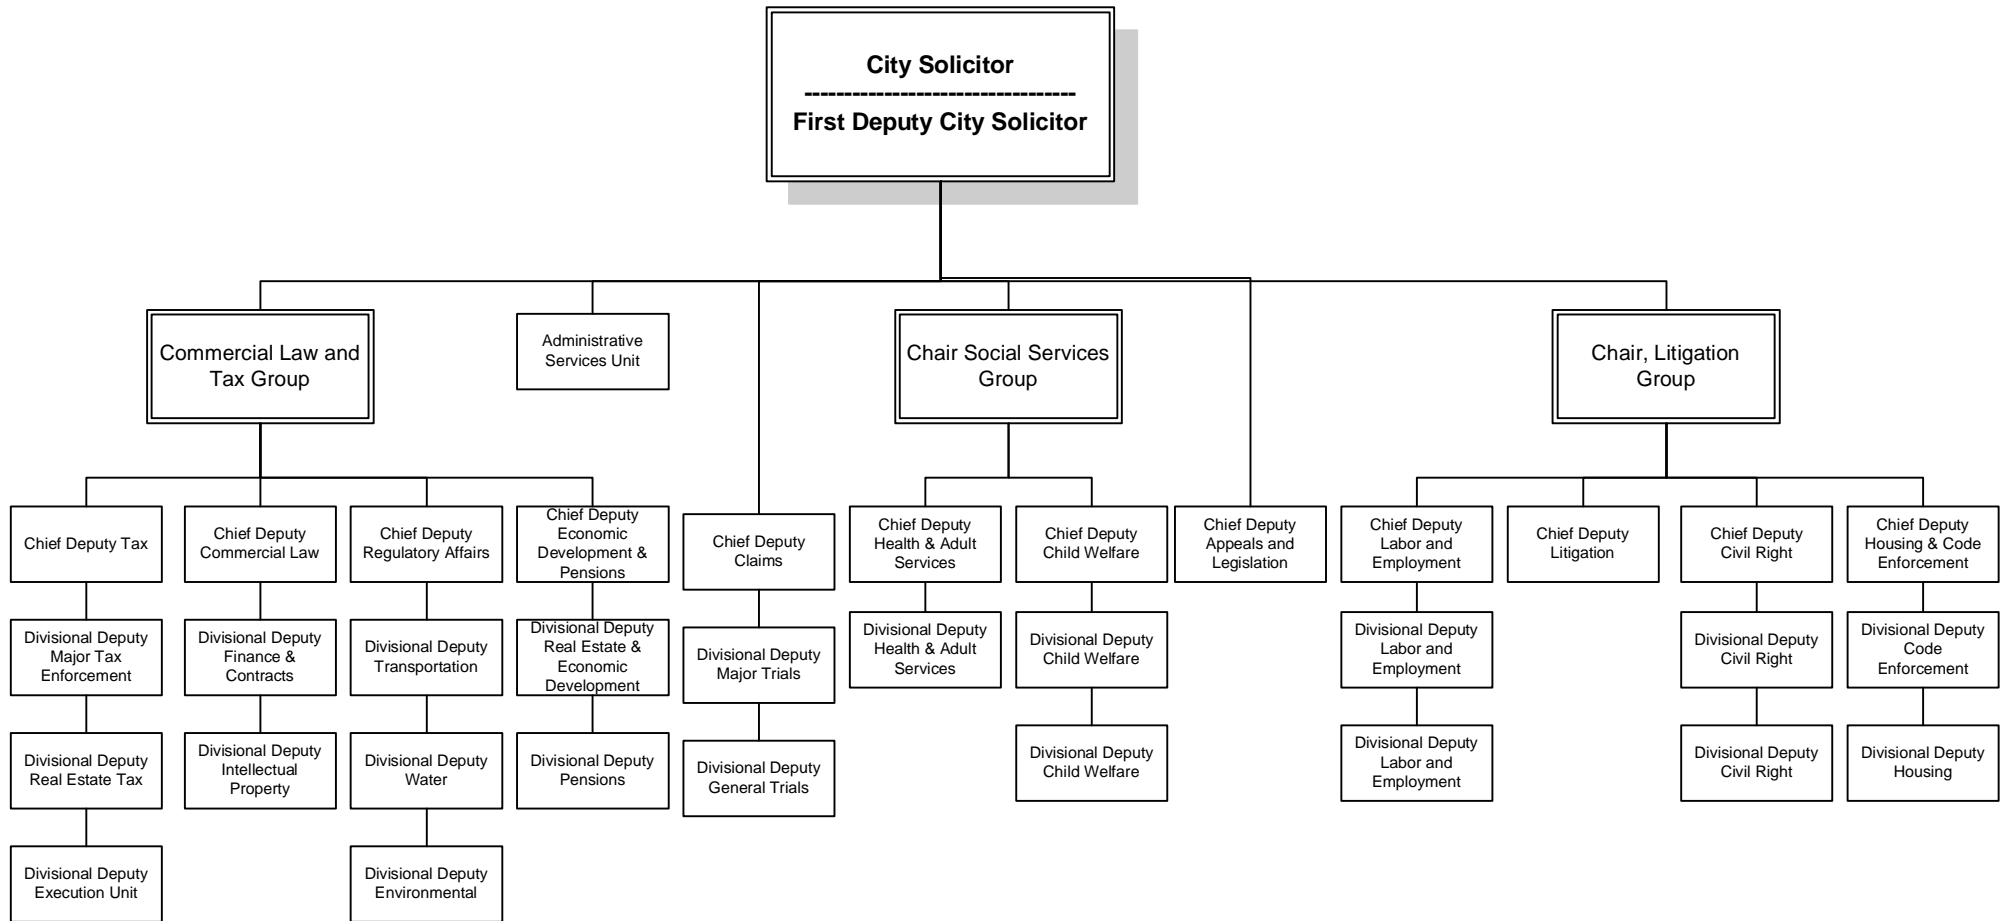 City Solicitor
----------------------------------
First Deputy City Solicitor
Commercial Law and
Tax Group
Administrative
Services Unit
Chair Social Services
Group
Chair, Litigation
Group
Chief Deputy Tax
Chief Deputy
Commercial Law
Chief Deputy
Regulatory Affairs
Chief Deputy
Economic
Development &
Pensions
Chief Deputy
Claims
Chief Deputy
Health & Adult
Services
Chief Deputy
Child Welfare
Chief Deputy
Appeals and
Legislation
Chief Deputy
Labor and
Employment
Chief Deputy
Litigation
Chief Deputy
Civil Right
Chief Deputy
Housing & Code
Enforcement
Divisional Deputy
Major Tax
Enforcement
Divisional Deputy
Finance &
Contracts
Divisional Deputy
Transportation
Divisional Deputy
Real Estate &
Economic
Development
Divisional Deputy
Major Trials
Divisional Deputy
Health & Adult
Services
Divisional Deputy
Child Welfare
Divisional Deputy
Labor and
Employment
Divisional Deputy
Civil Right
Divisional Deputy
Code
Enforcement
Divisional Deputy
Real Estate Tax
Divisional Deputy
Intellectual
Property
Divisional Deputy
Water
Divisional Deputy
Pensions
Divisional Deputy
General Trials
Divisional Deputy
Child Welfare
Divisional Deputy
Labor and
Employment
Divisional Deputy
Civil Right
Divisional Deputy
Housing
Divisional Deputy
Execution Unit
Divisional Deputy
Environmental